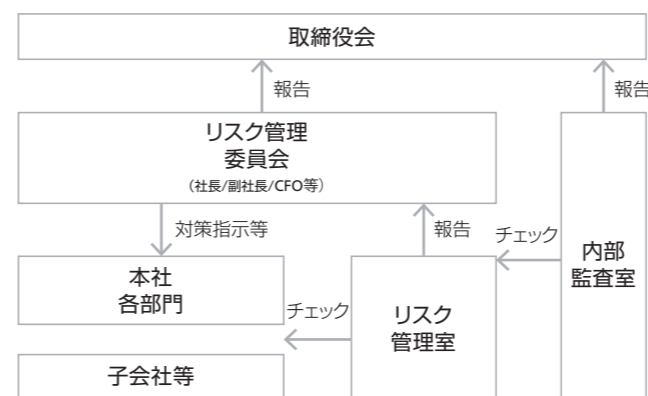 取締役会
報告
報告
リスク管理
委員会
（社長/副社長/CFO等）
対策指示等
報告
チェック
内部
監査室
本社
各部門
チェック
リスク
管理室
子会社等